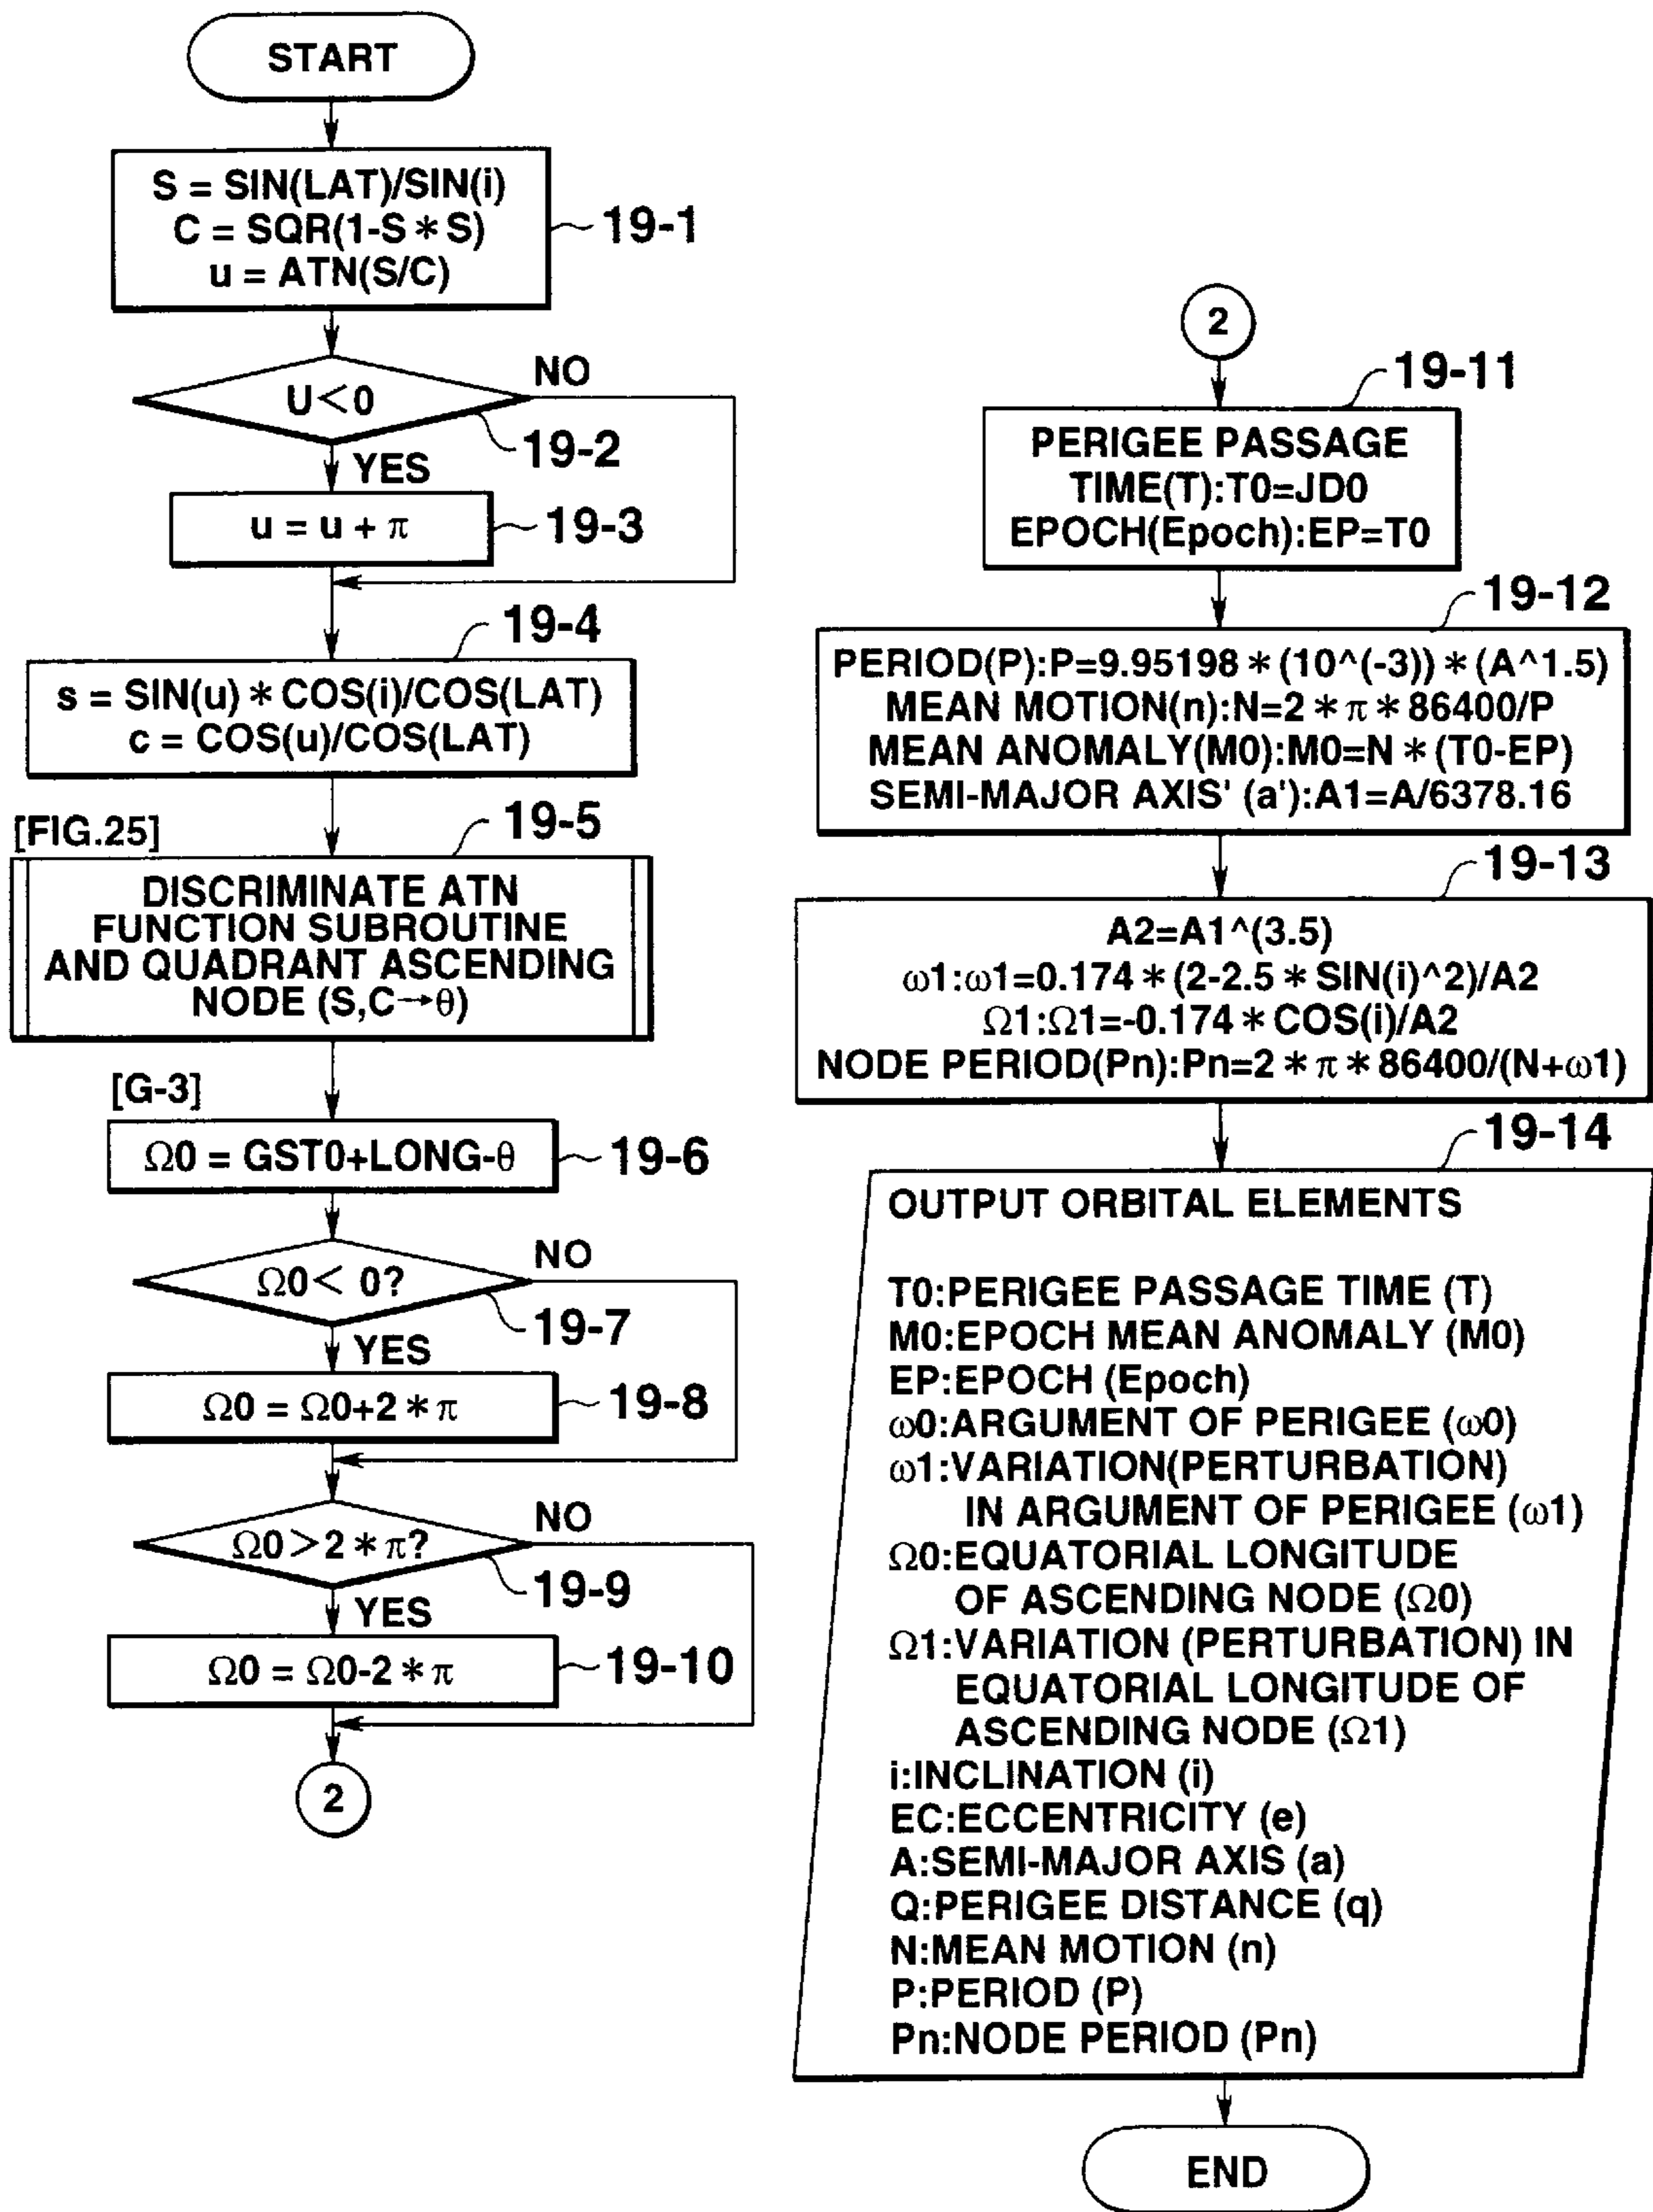 START
S = SIN(LAT)/SIN(i)
C = SQR(1-S * S)
u = ATN(S/C)
19-1
U<0
NO
19-2
YES
u = u + π
19-3
19-4
s = SIN(u) * COS(i)/COS(LAT)
c = COS(u)/COS(LAT)
[FIG.25]
19-5
DISCRIMINATE ATN
FUNCTION SUBROUTINE
AND QUADRANT ASCENDING
NODE (S,C→θ)
[G-3]
Ω0 = GST0+LONG-θ
19-6
Ω0< 0?
NO
19-7
YES
Ω0 = Ω0+2 * π
19-8
Ω0>2 * π?
NO
19-9
YES
Ω0 = Ω0-2 * π
19-10
2
2
19-11
PERIGEE PASSAGE
TIME(T):T0=JD0
EPOCH(Epoch):EP=T0
19-12
PERIOD(P):P=9.95198 * (10^(-3)) * (A^1.5)
MEAN MOTION(n):N=2 * π * 86400/P
MEAN ANOMALY(M0):M0=N * (T0-EP)
SEMI-MAJOR AXIS' (a'):A1=A/6378.16
19-13
A2=A1^(3.5)
ω1:ω1=0.174 * (2-2.5 * SIN(i)^2)/A2
Ω1:Ω1=-0.174 * COS(i)/A2
NODE PERIOD(Pn):Pn=2 * π * 86400/(N+ω1)
19-14
OUTPUT ORBITAL ELEMENTS
T0:PERIGEE PASSAGE TIME (T)
M0:EPOCH MEAN ANOMALY (M0)
EP:EPOCH (Epoch)
ω0:ARGUMENT OF PERIGEE (ω0)
ω1:VARIATION(PERTURBATION)
IN ARGUMENT OF PERIGEE (ω1)
Ω0:EQUATORIAL LONGITUDE
OF ASCENDING NODE (Ω0)
Ω1:VARIATION (PERTURBATION) IN
EQUATORIAL LONGITUDE OF
ASCENDING NODE (Ω1)
i:INCLINATION (i)
EC:ECCENTRICITY (e)
A:SEMI-MAJOR AXIS (a)
Q:PERIGEE DISTANCE (q)
N:MEAN MOTION (n)
P:PERIOD (P)
Pn:NODE PERIOD (Pn)
END